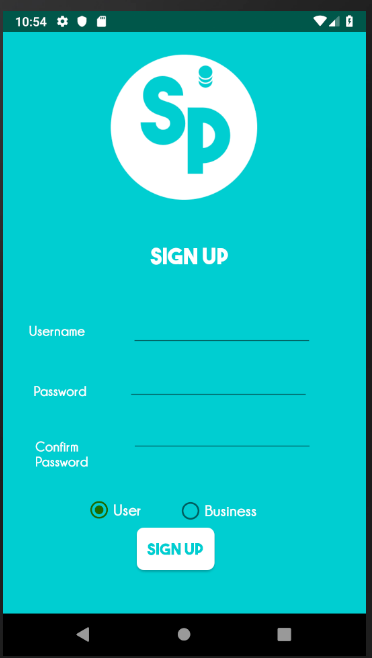 10:54
SP
SIGN UP
Username
Password
Confirm
Password
User Business
SIGN UP